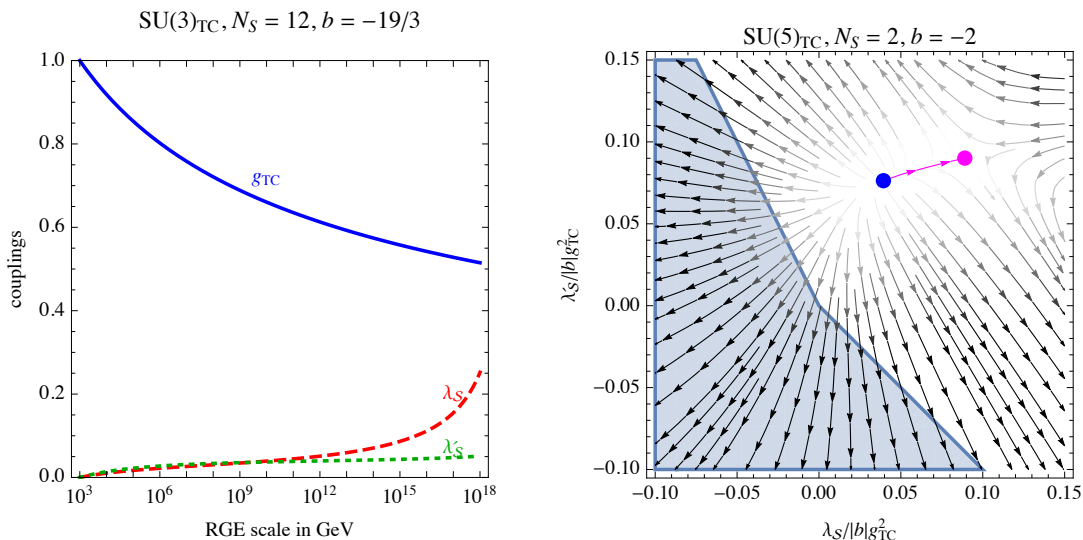 SU(3)TC, NS = 12, b = −19/3
1.0
0.8
0.6
0.4
0.2
0.0
couplings
gTC
λS
λ′S
10^3
10^6
10^9
10^12
10^15
10^18
RGE scale in GeV
SU(5)TC, NS = 2, b = −2
0.15
0.10
0.05
0.00
−0.05
−0.10
λ′S/|b|g²TC
−0.10
−0.05
0.00
0.05
0.10
0.15
λS/|b|g²TC